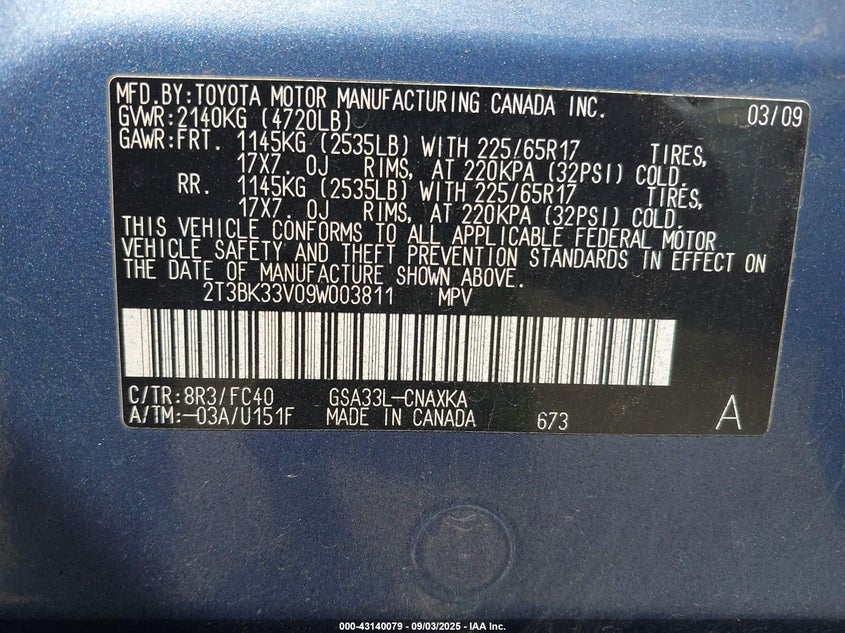 MFD.BY:TOYOTA MOTOR MANUFACTURING CANADA INC. 03/09
GVWR:2140KG (4720LB)
GAWR:FRT. 1145KG (2535LB) WITH 225/65R17 TIRES,
17X7.0J RIMS, AT 220KPA (32PSI) COLD.
RR. 1145KG (2535LB) WITH 225/65R17 TIRES,
17X7.0J RIMS, AT 220KPA (32PSI) COLD.
THIS VEHICLE CONFORMS TO ALL APPLICABLE FEDERAL MOTOR
VEHICLE SAFETY AND THEFT PREVENTION STANDARDS IN EFFECT ON
THE DATE OF MANUFACTURE SHOWN ABOVE.
2T3BK33V09W003811 MPV
C/TR:8R3/FC40 GSA33L-CNAXKA
A/TM:-03A/U151F MADE IN CANADA 673 A
000-43140079 - 09/03/2025 - IAA Inc.